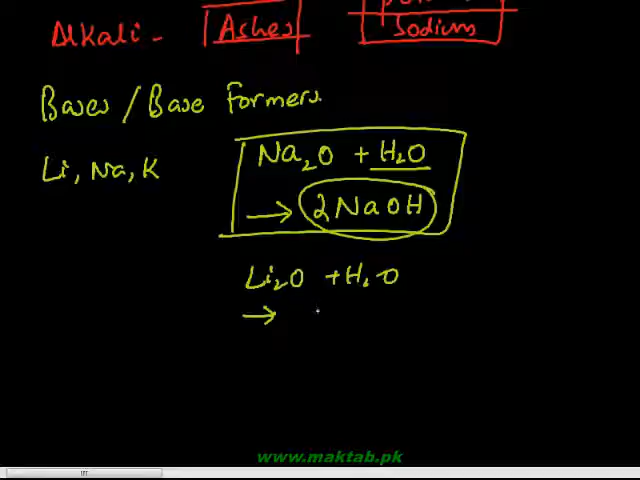 Alkali - Ashes Sodium
Bases / Base Formers.
Li, Na, K
Na₂O + H₂O
→ 2NaOH
Li₂O + H₂O
→
www.maktab.pk